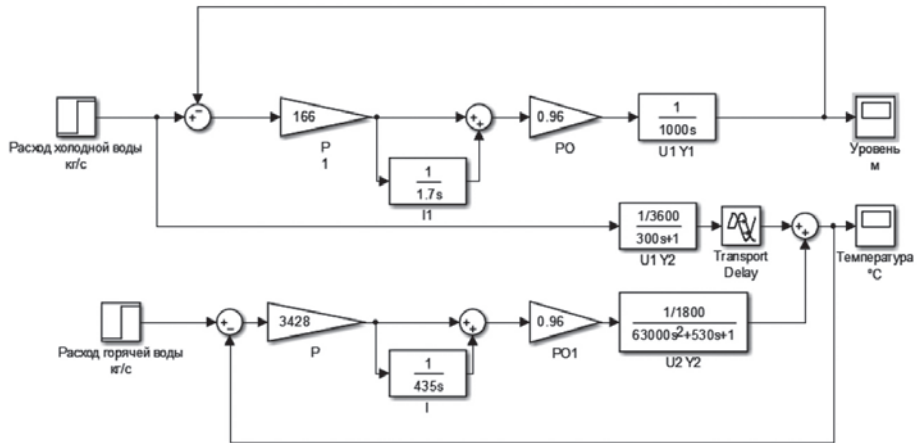 Расход холодной воды
кг/с
+
−
166
P
1
1
1.7s
I1
+
+
0.96
PO
1
1000s
U1 Y1
Уровень
м
1/3600
300s+1
U1 Y2
Transport
Delay
+
+
Температура
°C
Расход горячей воды
кг/с
+
−
3428
P
1
435s
I
+
+
0.96
PO1
1/1800
63000s²+530s+1
U2 Y2